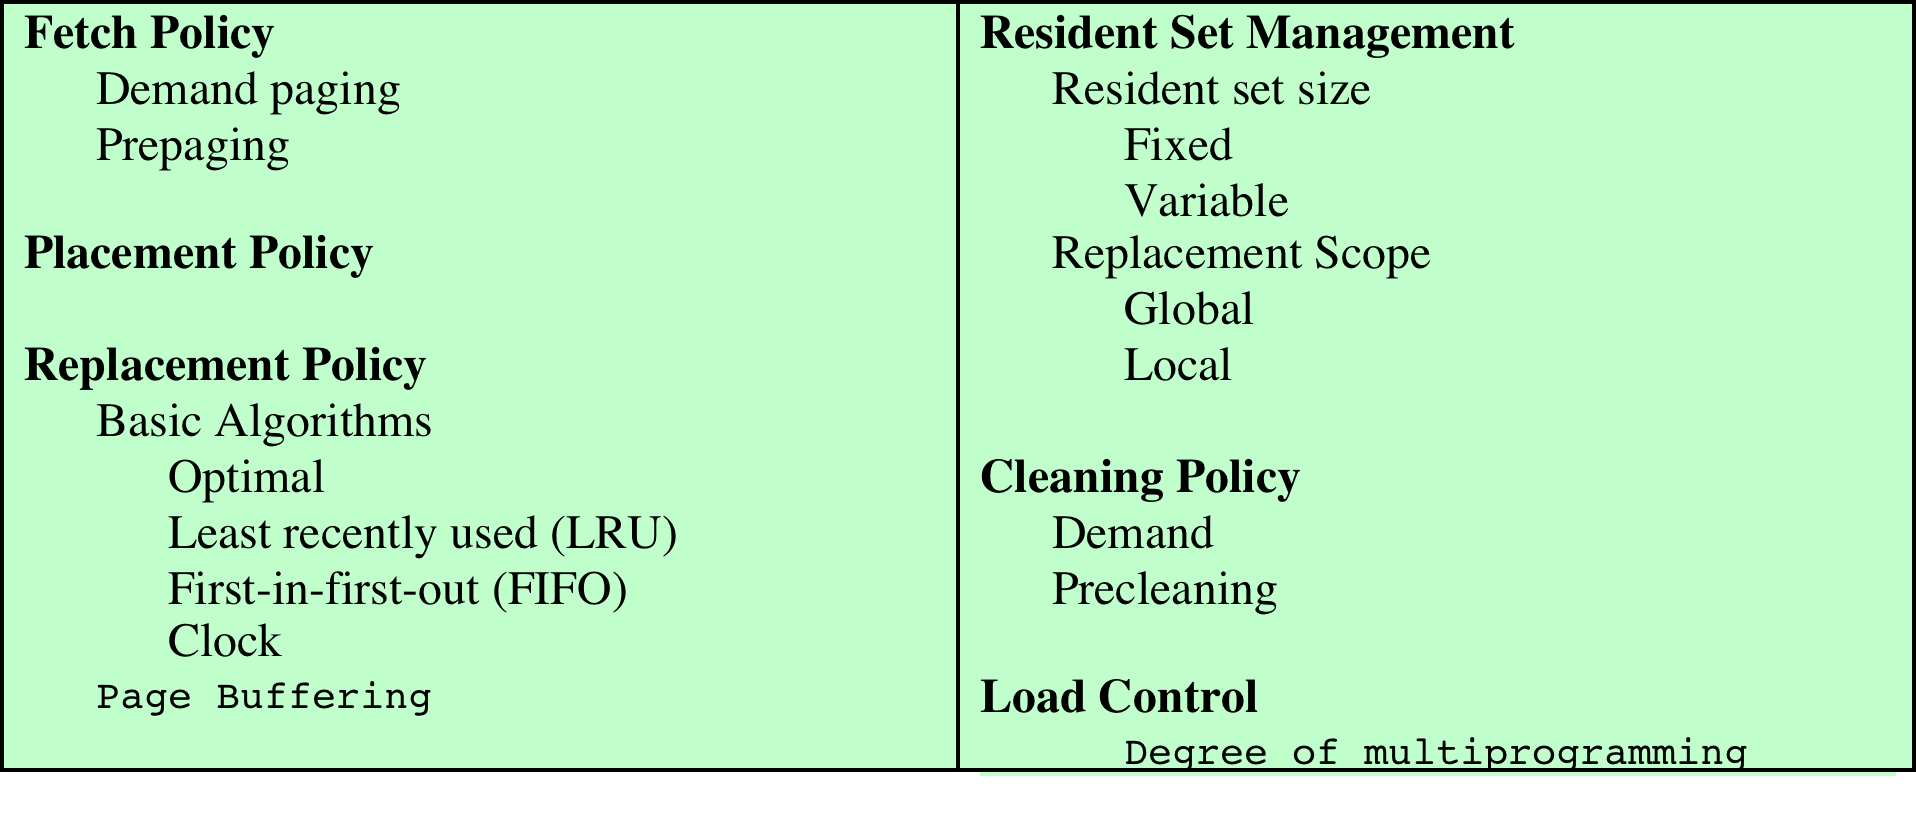 Fetch Policy
Demand paging
Prepaging
Placement Policy
Replacement Policy
Basic Algorithms
Optimal
Least recently used (LRU)
First-in-first-out (FIFO)
Clock
Page Buffering
Resident Set Management
Resident set size
Fixed
Variable
Replacement Scope
Global
Local
Cleaning Policy
Demand
Precleaning
Load Control
Degree of multiprogramming